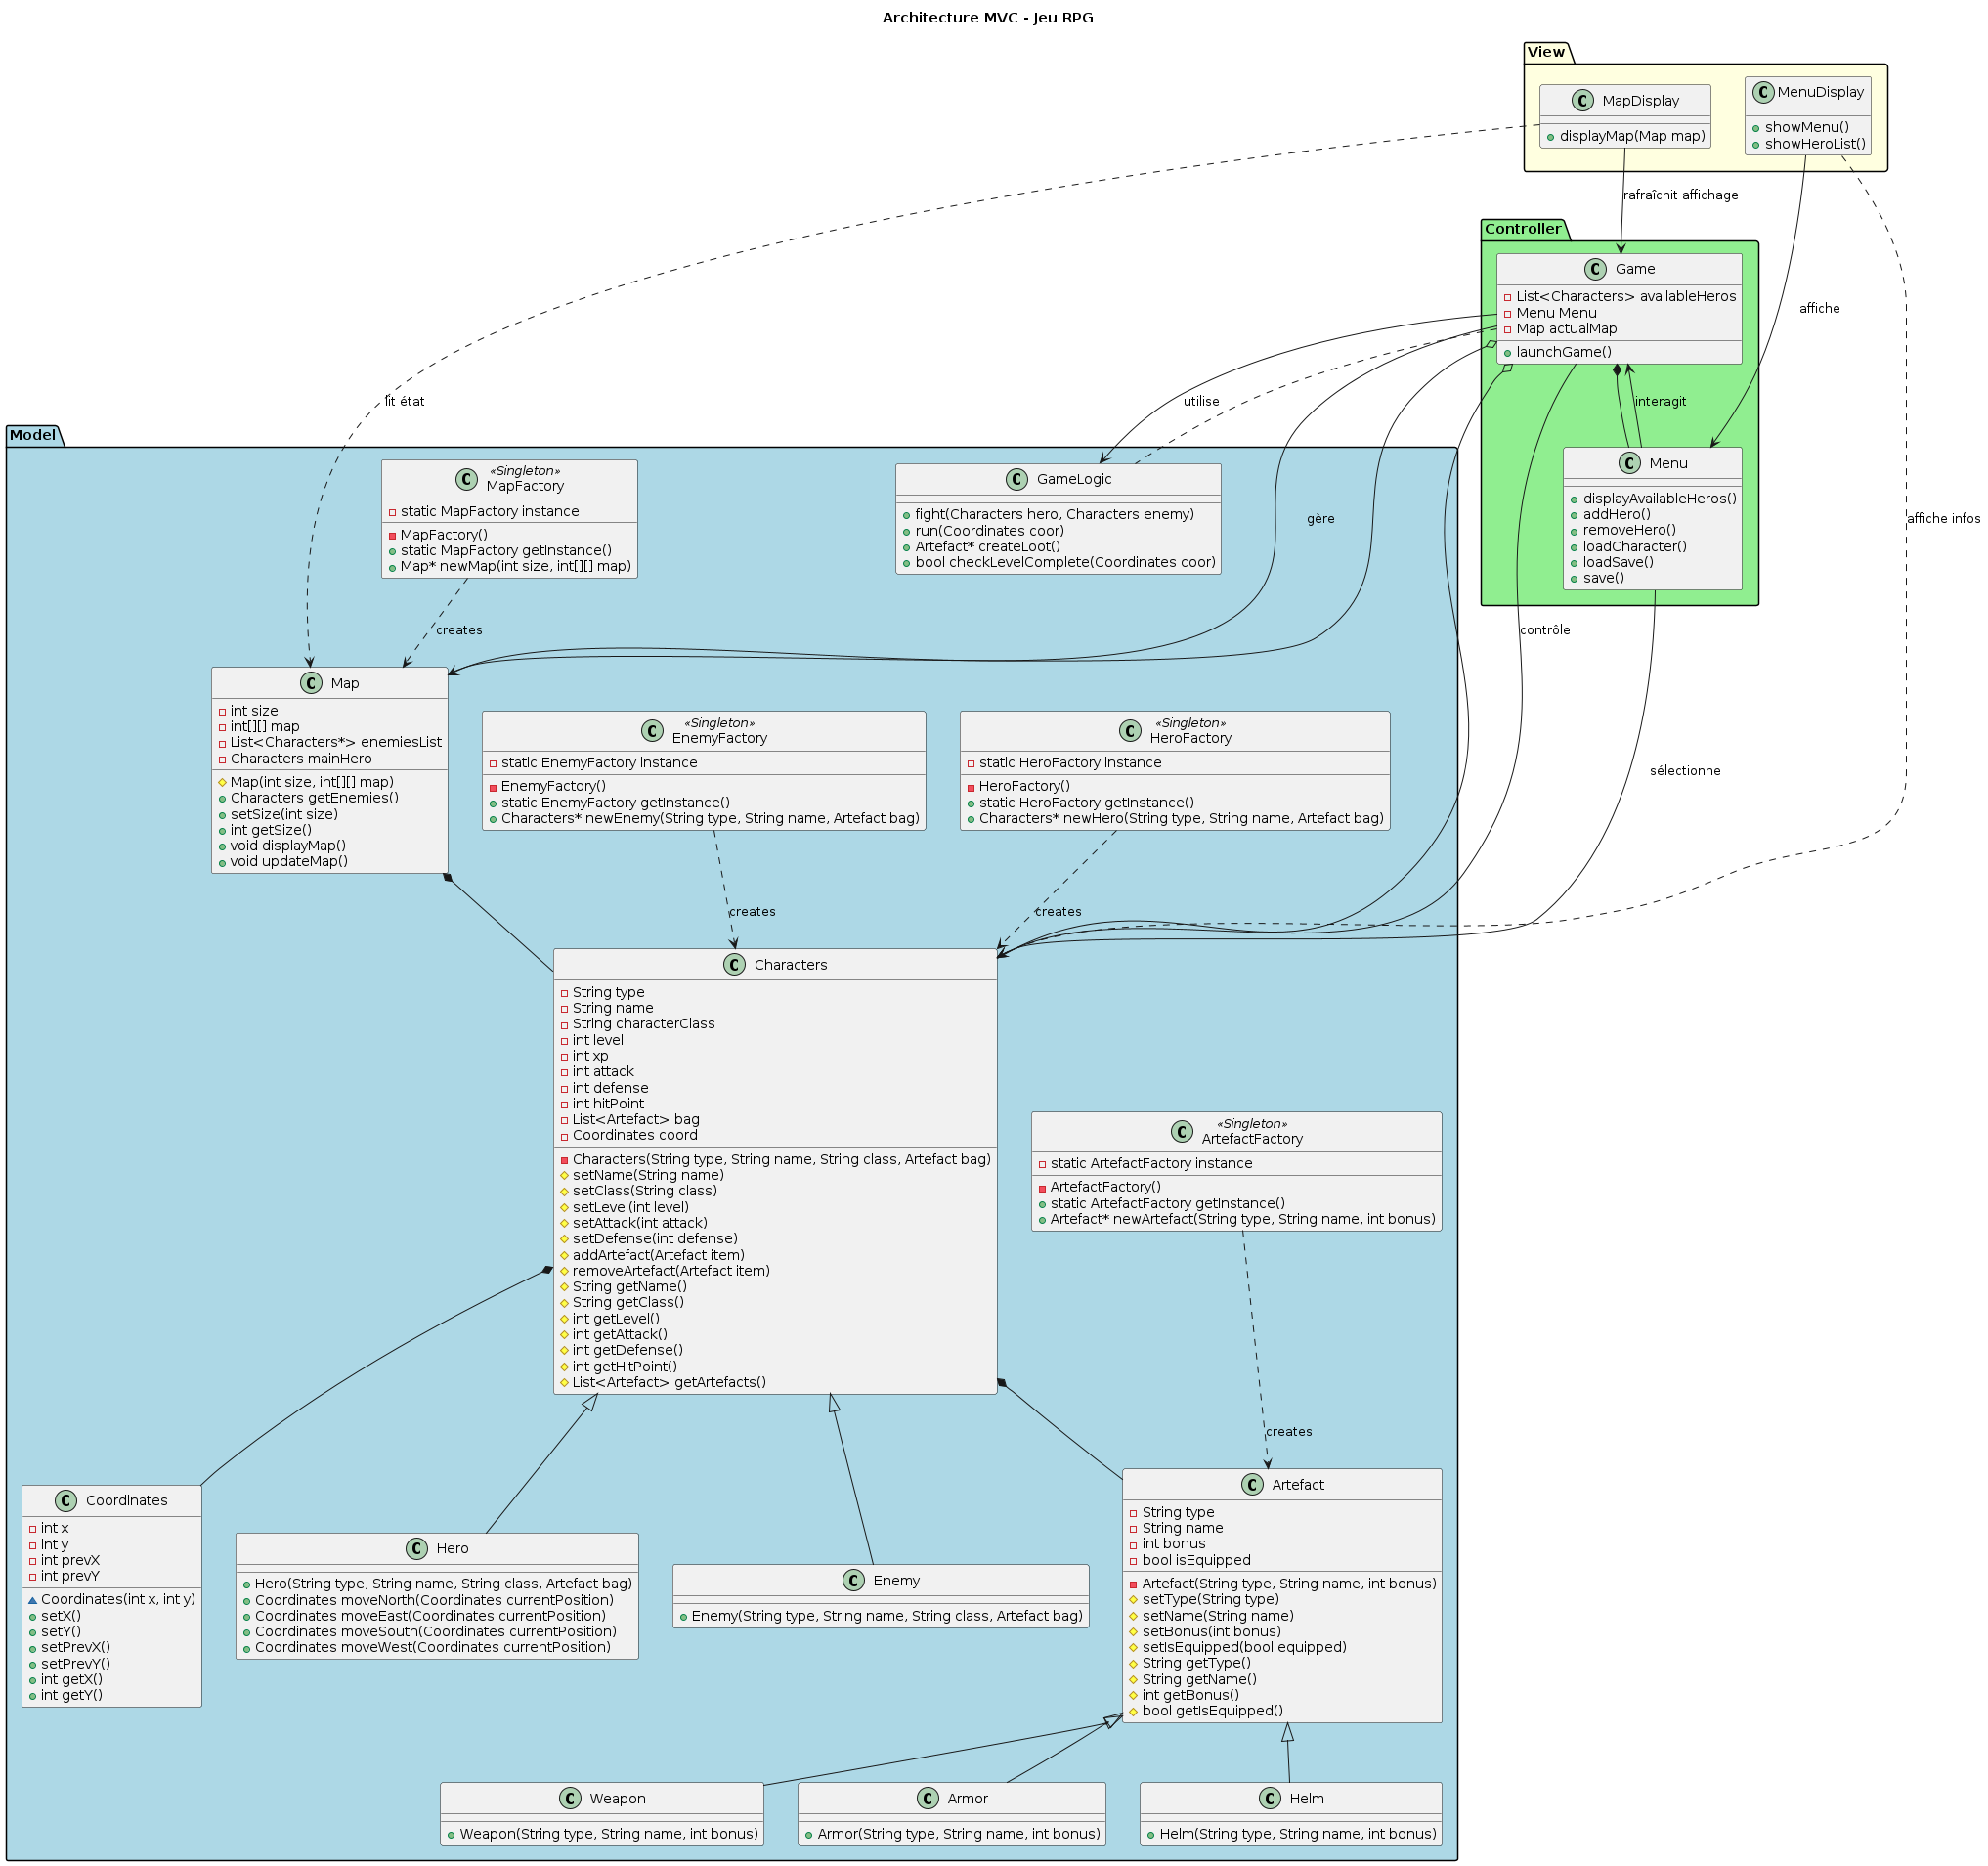 Architecture MVC - Jeu RPG
View
C MapDisplay
displayMap(Map map)
C MenuDisplay
showMenu()
showHeroList()
rafraîchit affichage
Controller
C Game
List<Characters> availableHeros
Menu Menu
Map actualMap
launchGame()
affiche
lit état
utilise
interagit
Model
C Menu
displayAvailableHeros()
addHero()
removeHero()
loadCharacter()
loadSave()
save()
C «Singleton»
MapFactory
static MapFactory instance
MapFactory()
static MapFactory getInstance()
Map* newMap(int size, int[][] map)
C GameLogic
fight(Characters hero, Characters enemy)
run(Coordinates coor)
Artefact* createLoot()
bool checkLevelComplete(Coordinates coor)
gère
affiche infos
creates
contrôle
C Map
int size
int[][] map
List<Characters*> enemiesList
Characters mainHero
Map(int size, int[][] map)
Characters getEnemies()
setSize(int size)
int getSize()
void displayMap()
void updateMap()
C «Singleton»
EnemyFactory
static EnemyFactory instance
EnemyFactory()
static EnemyFactory getInstance()
Characters* newEnemy(String type, String name, Artefact bag)
C «Singleton»
HeroFactory
static HeroFactory instance
HeroFactory()
static HeroFactory getInstance()
Characters* newHero(String type, String name, Artefact bag)
sélectionne
creates
creates
C Characters
String type
String name
String characterClass
int level
int xp
int attack
int defense
int hitPoint
List<Artefact> bag
Coordinates coord
Characters(String type, String name, String class, Artefact bag)
setName(String name)
setClass(String class)
setLevel(int level)
setAttack(int attack)
setDefense(int defense)
addArtefact(Artefact item)
removeArtefact(Artefact item)
String getName()
String getClass()
int getLevel()
int getAttack()
int getDefense()
int getHitPoint()
List<Artefact> getArtefacts()
C «Singleton»
ArtefactFactory
static ArtefactFactory instance
ArtefactFactory()
static ArtefactFactory getInstance()
Artefact* newArtefact(String type, String name, int bonus)
creates
C Coordinates
int x
int y
int prevX
int prevY
Coordinates(int x, int y)
setX()
setY()
setPrevX()
setPrevY()
int getX()
int getY()
C Hero
Hero(String type, String name, String class, Artefact bag)
Coordinates moveNorth(Coordinates currentPosition)
Coordinates moveEast(Coordinates currentPosition)
Coordinates moveSouth(Coordinates currentPosition)
Coordinates moveWest(Coordinates currentPosition)
C Enemy
Enemy(String type, String name, String class, Artefact bag)
C Artefact
String type
String name
int bonus
bool isEquipped
Artefact(String type, String name, int bonus)
setType(String type)
setName(String name)
setBonus(int bonus)
setIsEquipped(bool equipped)
String getType()
String getName()
int getBonus()
bool getIsEquipped()
C Weapon
Weapon(String type, String name, int bonus)
C Armor
Armor(String type, String name, int bonus)
C Helm
Helm(String type, String name, int bonus)